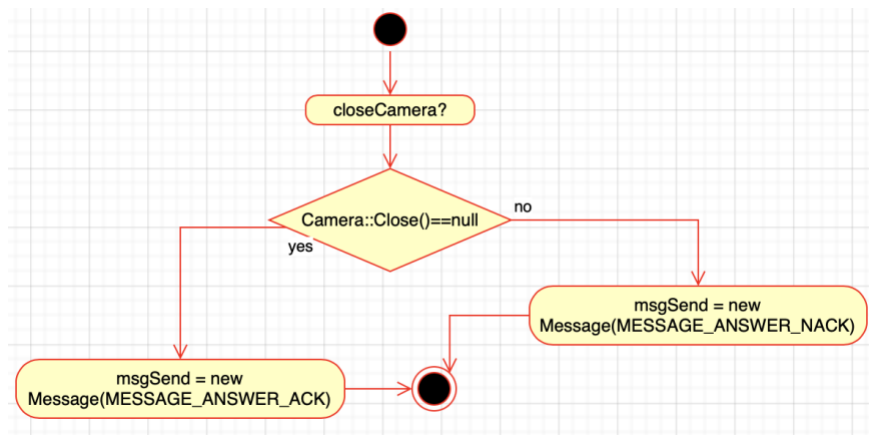 closeCamera?
Camera::Close()==null
no
yes
msgSend = new
Message(MESSAGE_ANSWER_NACK)
msgSend = new
Message(MESSAGE_ANSWER_ACK)